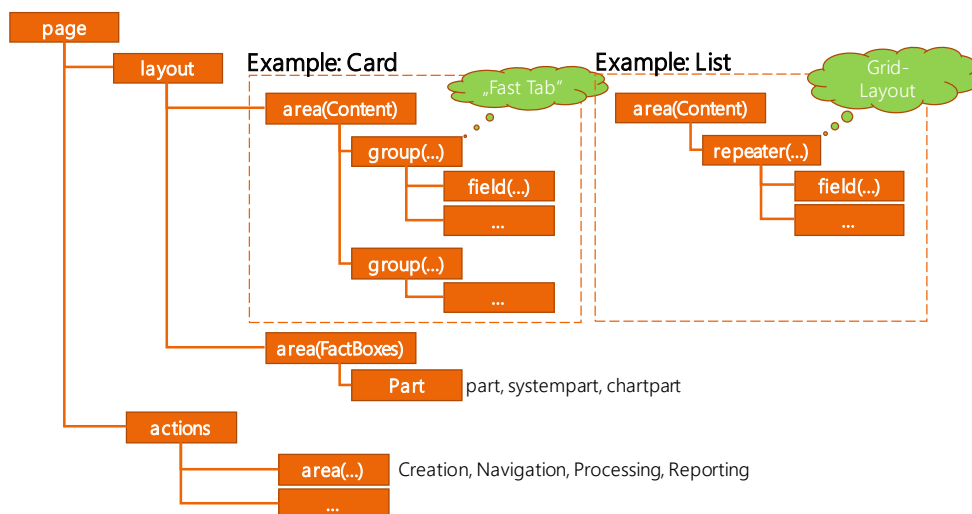 page
layout
Example: Card
Example: List
„Fast Tab“
Grid-
Layout
area(Content)
group(...)
field(...)
...
group(...)
...
area(Content)
repeater(...)
field(...)
...
area(FactBoxes)
Part
part, systempart, chartpart
actions
area(...)
Creation, Navigation, Processing, Reporting
...